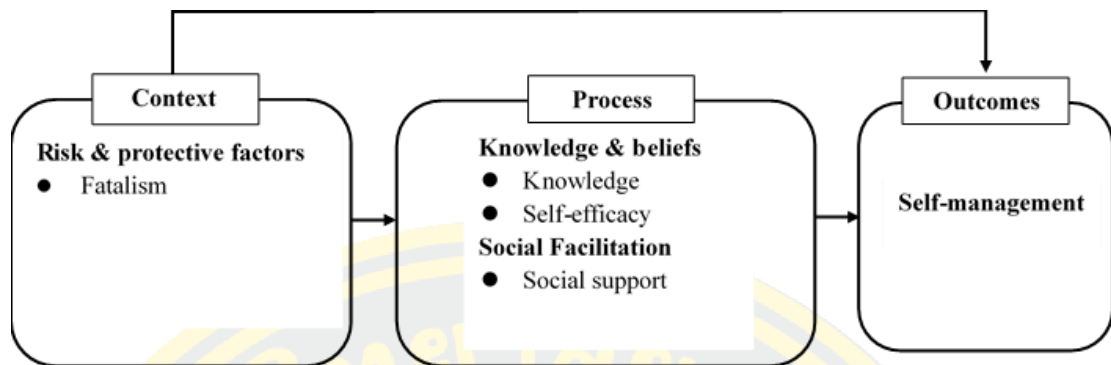 Context
Risk & protective factors
● Fatalism
Process
Knowledge & beliefs
● Knowledge
● Self-efficacy
Social Facilitation
● Social support
Outcomes
Self-management